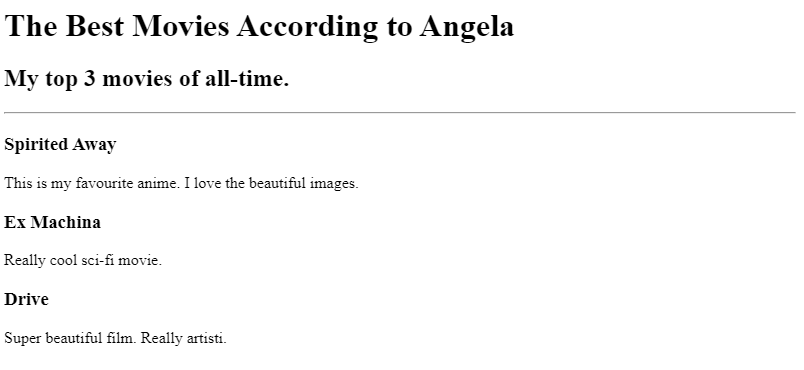 The Best Movies According to Angela
My top 3 movies of all-time.
Spirited Away
This is my favourite anime. I love the beautiful images.
Ex Machina
Really cool sci-fi movie.
Drive
Super beautiful film. Really artisti.